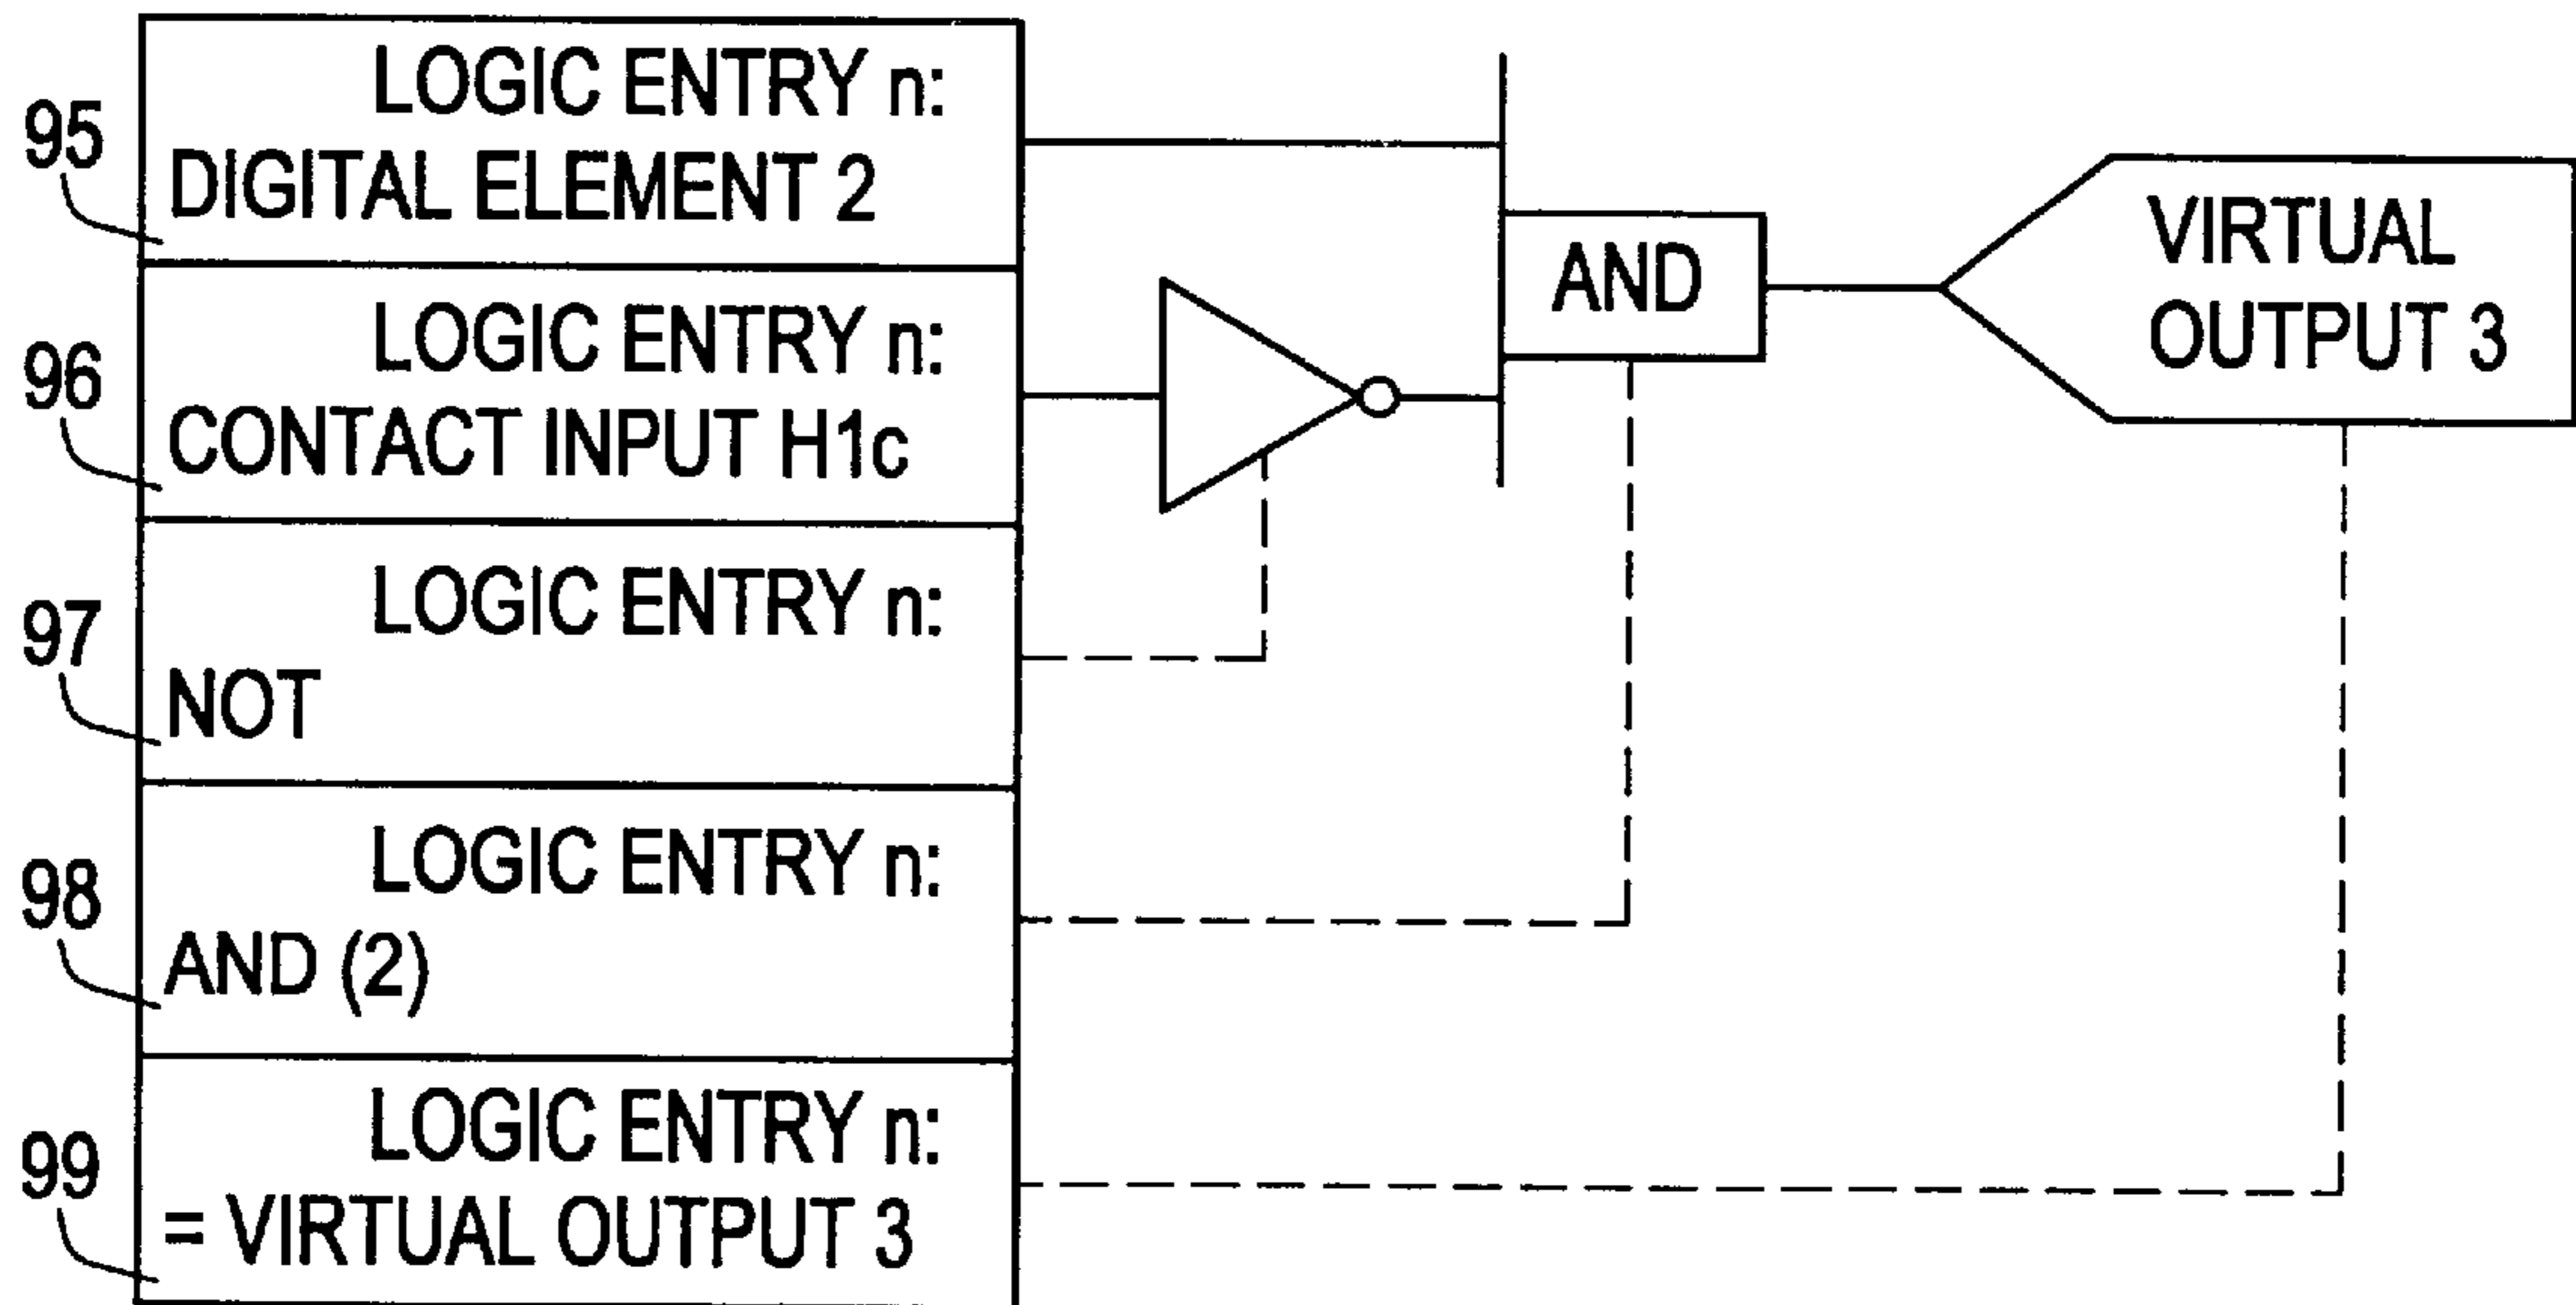 LOGIC ENTRY n:
95
DIGITAL ELEMENT 2
LOGIC ENTRY n:
96
CONTACT INPUT H1c
LOGIC ENTRY n:
97
NOT
LOGIC ENTRY n:
98
AND (2)
LOGIC ENTRY n:
99
= VIRTUAL OUTPUT 3
AND
VIRTUAL
OUTPUT 3